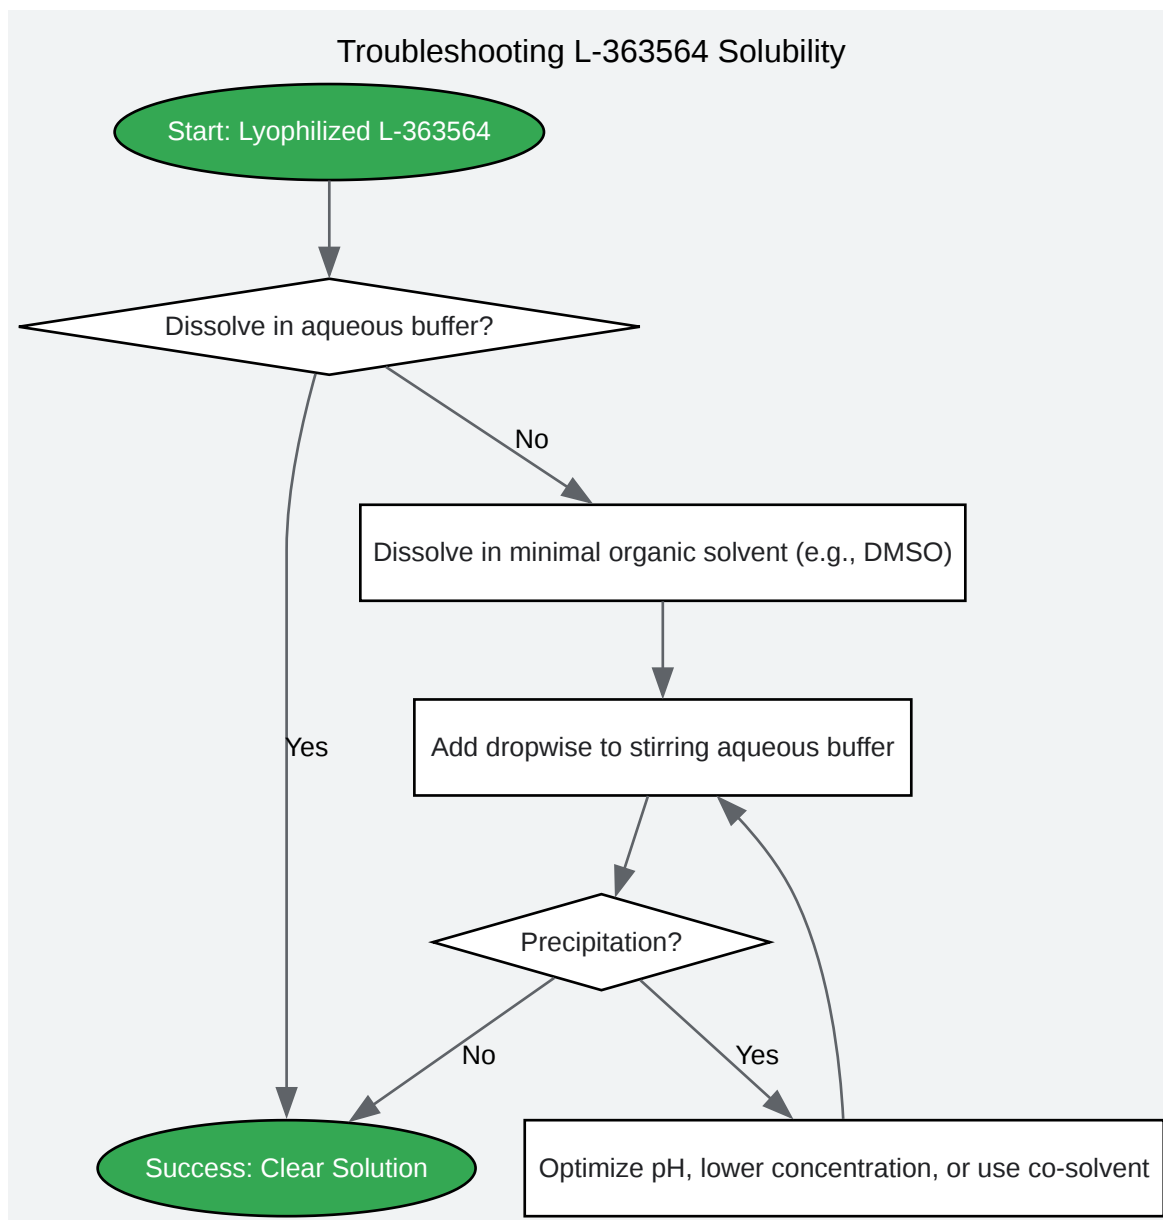 Troubleshooting L-363564 Solubility
Start: Lyophilized L-363564
Dissolve in aqueous buffer?
No
Dissolve in minimal organic solvent (e.g., DMSO)
Yes
Add dropwise to stirring aqueous buffer
Precipitation?
No
Yes
Success: Clear Solution
Optimize pH, lower concentration, or use co-solvent